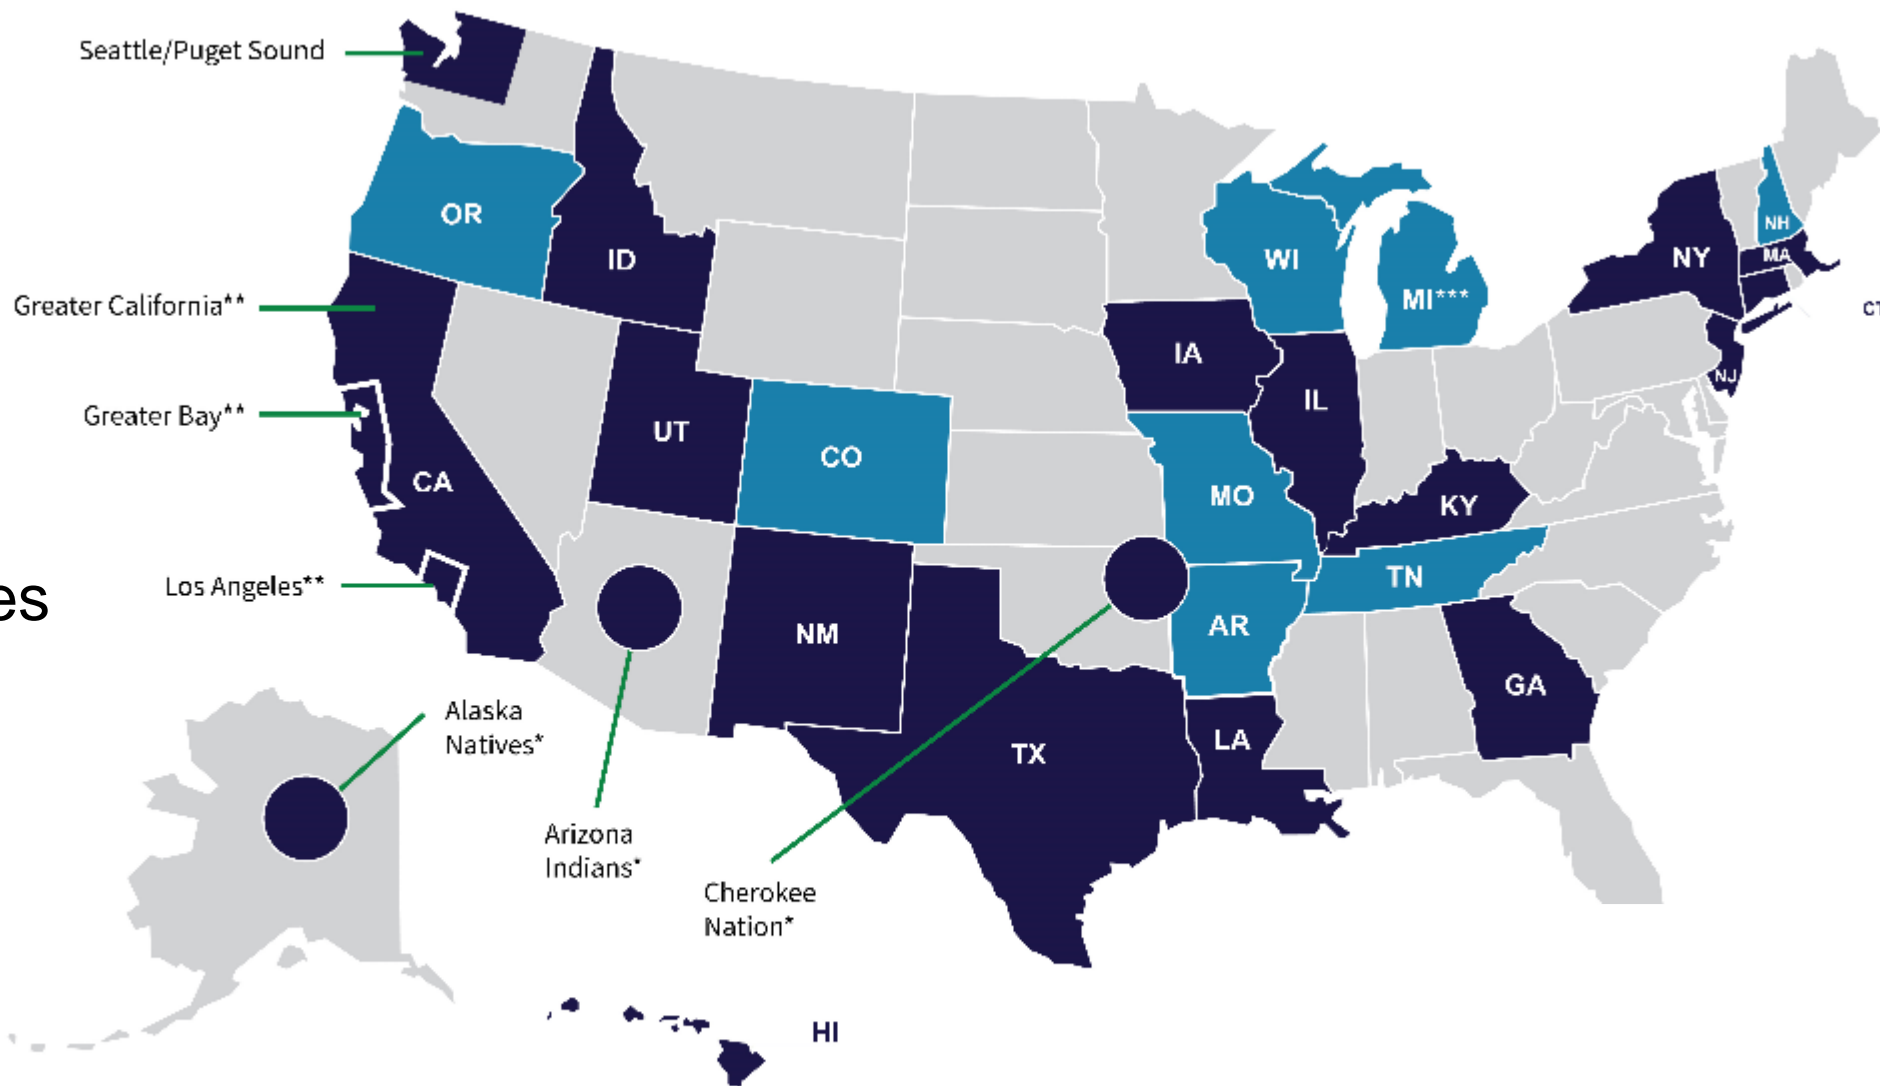 Seattle/Puget Sound
OR
ID
WI
NH
NY
MA
MI***
Greater California**
CT
IA
NJ
IL
Greater Bay**
UT
CO
CA
MO
KY
es
Los Angeles**
TN
NM
AR
GA
Alaska
Natives*
TX
LA
Arizona
Indians*
Cherokee
Nation*
HI